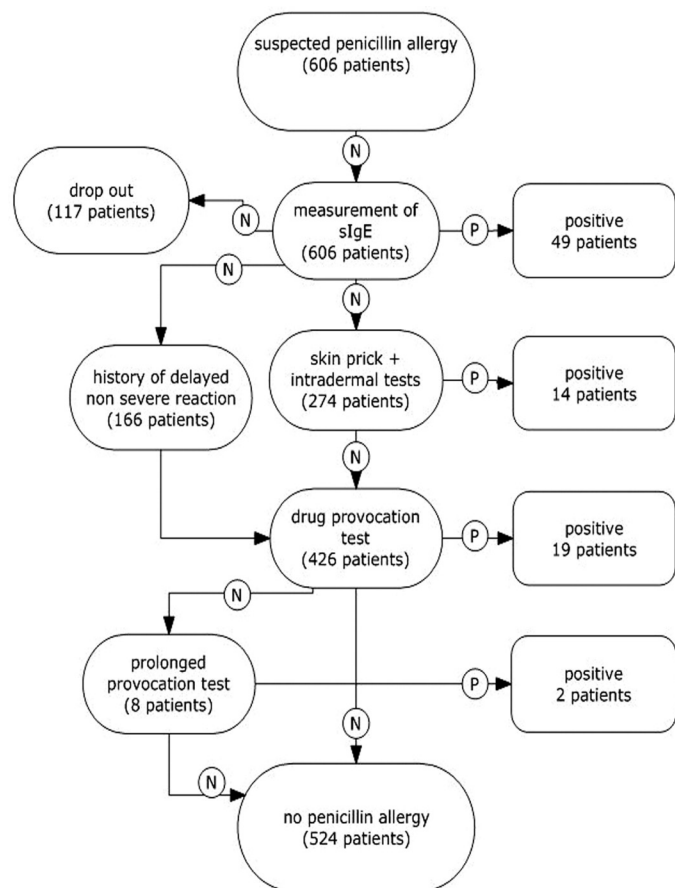 suspected penicillin allergy
(606 patients)
N
drop out
(117 patients)
N
measurement of
sIgE
(606 patients)
P
positive
49 patients
N
N
history of delayed
non severe reaction
(166 patients)
skin prick +
intradermal tests
(274 patients)
P
positive
14 patients
N
drug provocation
test
(426 patients)
P
positive
19 patients
N
prolonged
provocation test
(8 patients)
P
positive
2 patients
N
N
no penicillin allergy
(524 patients)